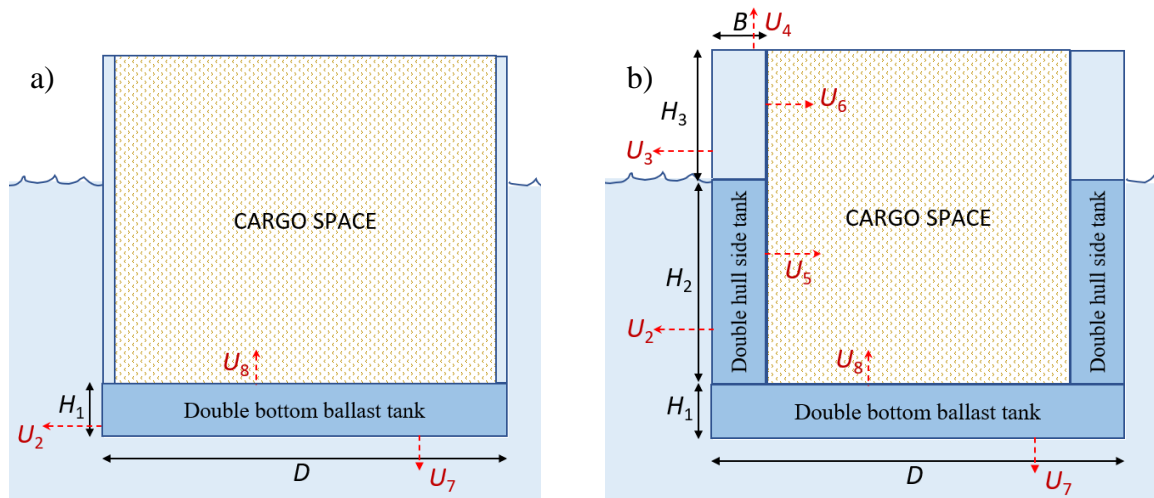 a)
CARGO SPACE
U8
H1
Double bottom ballast tank
U2
D
U7
b)
B
U4
H3
U6
U3
CARGO SPACE
Double hull side tank
Double hull side tank
H2
U5
U2
U8
H1
Double bottom ballast tank
D
U7